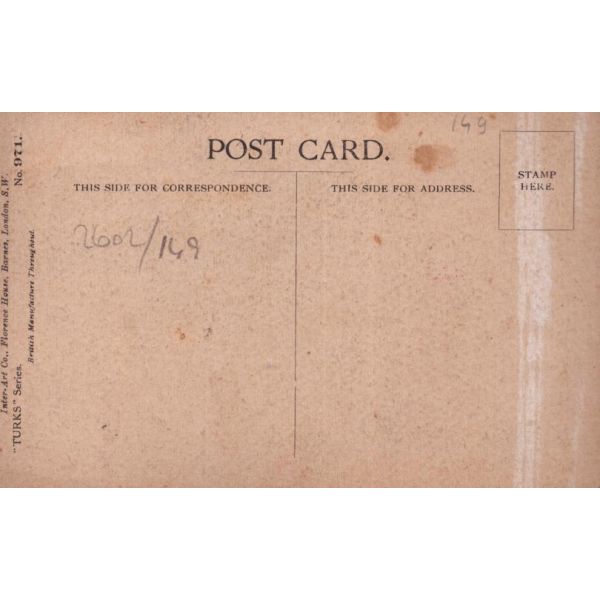 149
POST CARD.
THIS SIDE FOR CORRESPONDENCE.
THIS SIDE FOR ADDRESS.
STAMP
HERE.
2602/149
Inter-Art Co., Florence House, Barnes, London, S.W.
"TURKS" Series. No. 971.
British Manufacture Throughout.